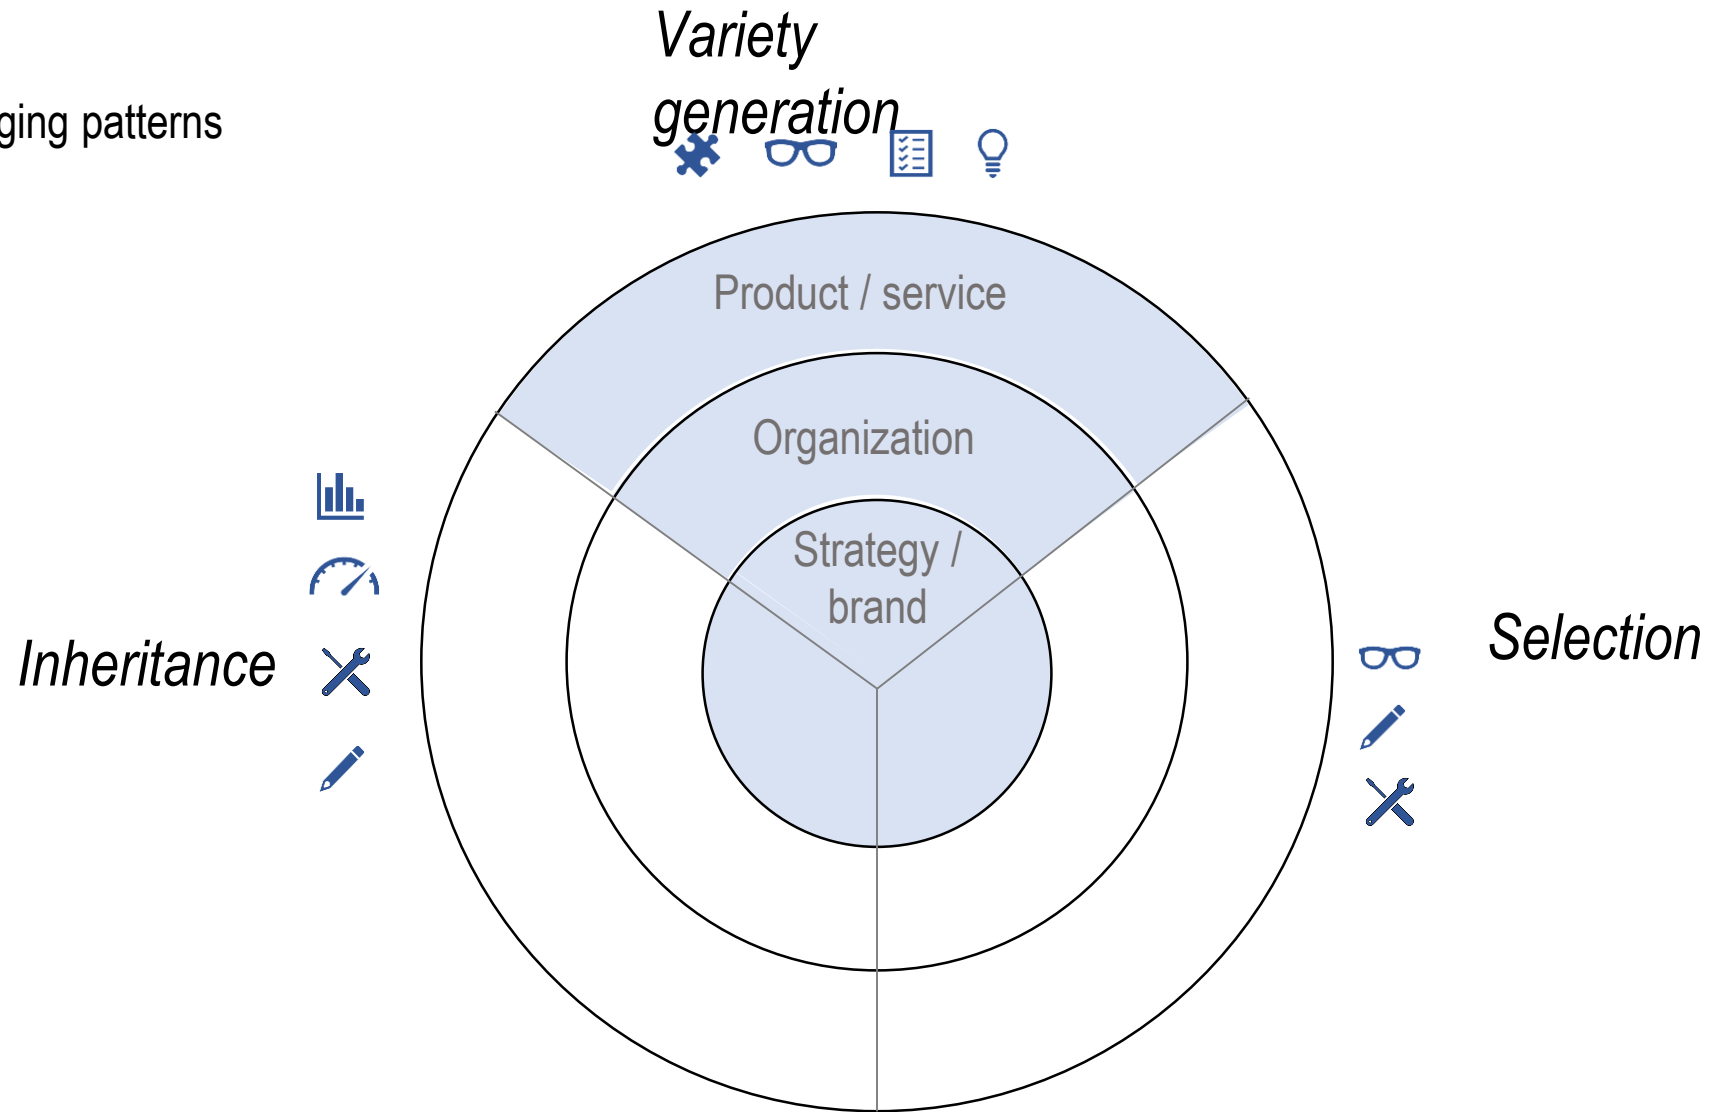 Variety
generation
ging patterns
Product / service
Organization
Strategy /
brand
Inheritance
Selection